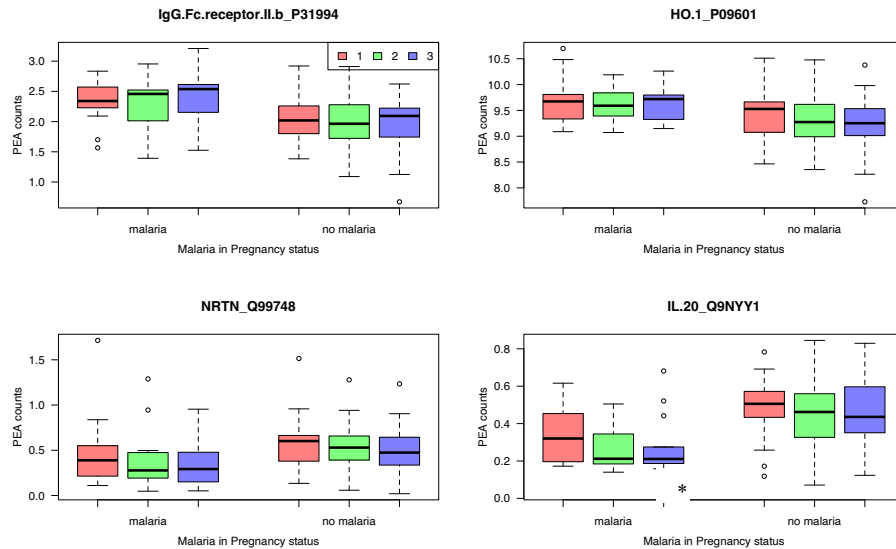 IgG.Fc.receptor.II.b_P31994
PEA counts
3.0
2.5
2.0
1.5
1.0
1 2 3
malaria no malaria
Malaria in Pregnancy status
HO.1_P09601
PEA counts
10.5
10.0
9.5
9.0
8.5
8.0
malaria no malaria
Malaria in Pregnancy status
NRTN_Q99748
PEA counts
1.5
1.0
0.5
0.0
malaria no malaria
Malaria in Pregnancy status
IL.20_Q9NYY1
PEA counts
0.8
0.6
0.4
0.2
0.0
*
malaria no malaria
Malaria in Pregnancy status